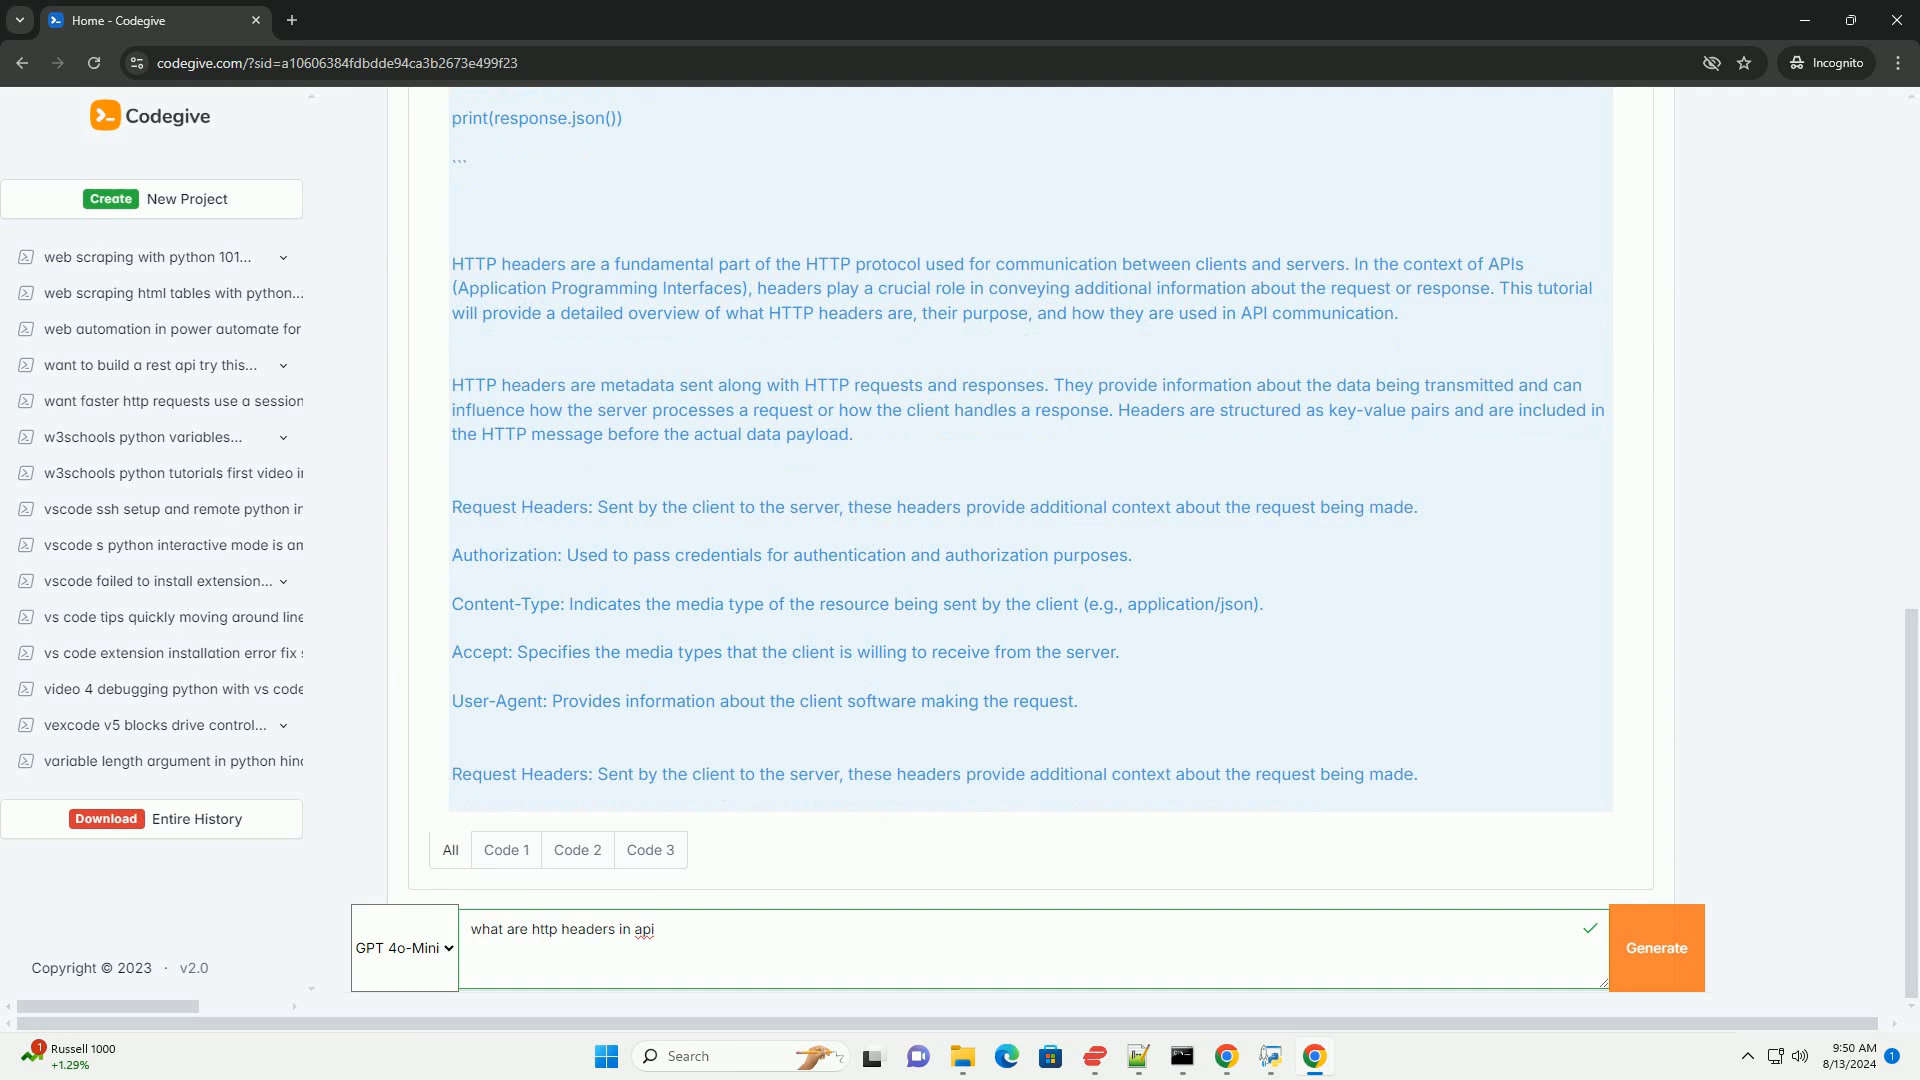 Home - Codegive
codegive.com/?sid=a10606384fdbdde94ca3b2673e499f23
Incognito
Codegive
Create New Project
web scraping with python 101...
web scraping html tables with python...
web automation in power automate for
want to build a rest api try this...
want faster http requests use a session
w3schools python variables...
w3schools python tutorials first video in
vscode ssh setup and remote python in
vscode s python interactive mode is am
vscode failed to install extension...
vs code tips quickly moving around line
vs code extension installation error fix s
video 4 debugging python with vs code
vexcode v5 blocks drive control...
variable length argument in python hind
Download Entire History
Copyright © 2023 · v2.0
print(response.json())
```
HTTP headers are a fundamental part of the HTTP protocol used for communication between clients and servers. In the context of APIs
(Application Programming Interfaces), headers play a crucial role in conveying additional information about the request or response. This tutorial
will provide a detailed overview of what HTTP headers are, their purpose, and how they are used in API communication.
HTTP headers are metadata sent along with HTTP requests and responses. They provide information about the data being transmitted and can
influence how the server processes a request or how the client handles a response. Headers are structured as key-value pairs and are included in
the HTTP message before the actual data payload.
Request Headers: Sent by the client to the server, these headers provide additional context about the request being made.
Authorization: Used to pass credentials for authentication and authorization purposes.
Content-Type: Indicates the media type of the resource being sent by the client (e.g., application/json).
Accept: Specifies the media types that the client is willing to receive from the server.
User-Agent: Provides information about the client software making the request.
Request Headers: Sent by the client to the server, these headers provide additional context about the request being made.
All Code 1 Code 2 Code 3
GPT 4o-Mini
what are http headers in api
Generate
1
Russell 1000
+1.29%
Search
9:50 AM
8/13/2024
1